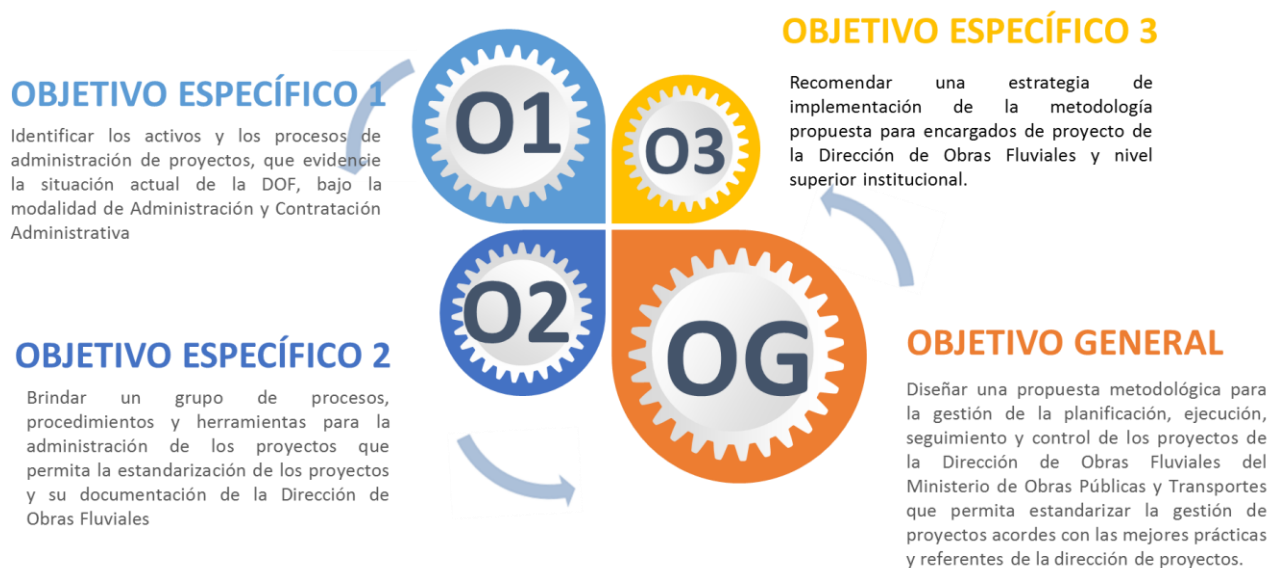 OBJETIVO ESPECÍFICO 1
Identificar los activos y los procesos de
administración de proyectos, que evidencie
la situación actual de la DOF, bajo la
modalidad de Administración y Contratación
Administrativa
OBJETIVO ESPECÍFICO 2
Brindar un grupo de procesos,
procedimientos y herramientas para la
administración de los proyectos que
permita la estandarización de los proyectos
y su documentación de la Dirección de
Obras Fluviales
O1
O3
O2
OG
OBJETIVO ESPECÍFICO 3
Recomendar una estrategia de
implementación de la metodología
propuesta para encargados de proyecto de
la Dirección de Obras Fluviales y nivel
superior institucional.
OBJETIVO GENERAL
Diseñar una propuesta metodológica para
la gestión de la planificación, ejecución,
seguimiento y control de los proyectos de
la Dirección de Obras Fluviales del
Ministerio de Obras Públicas y Transportes
que permita estandarizar la gestión de
proyectos acordes con las mejores prácticas
y referentes de la dirección de proyectos.